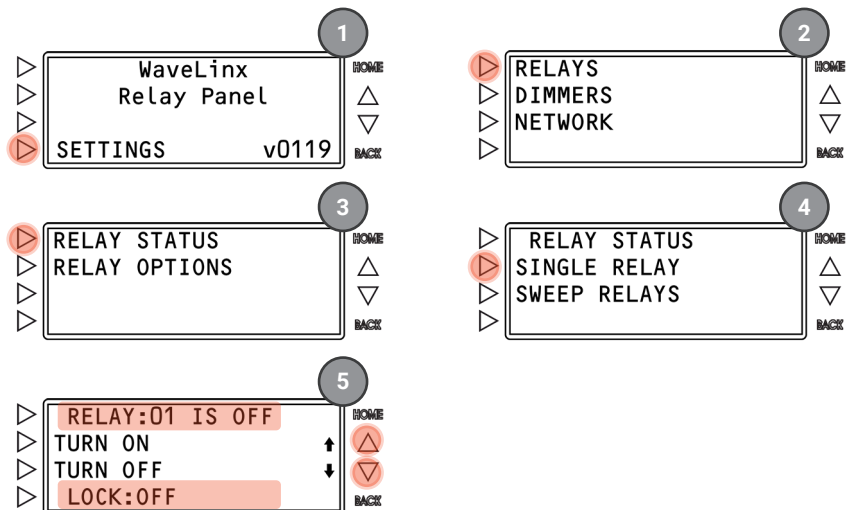 1
WaveLinx
Relay Panel
SETTINGS v0119
HOME
BACK
2
RELAYS
DIMMERS
NETWORK
HOME
BACK
3
RELAY STATUS
RELAY OPTIONS
HOME
BACK
4
RELAY STATUS
SINGLE RELAY
SWEEP RELAYS
HOME
BACK
5
RELAY:01 IS OFF
TURN ON
TURN OFF
LOCK:OFF
HOME
BACK